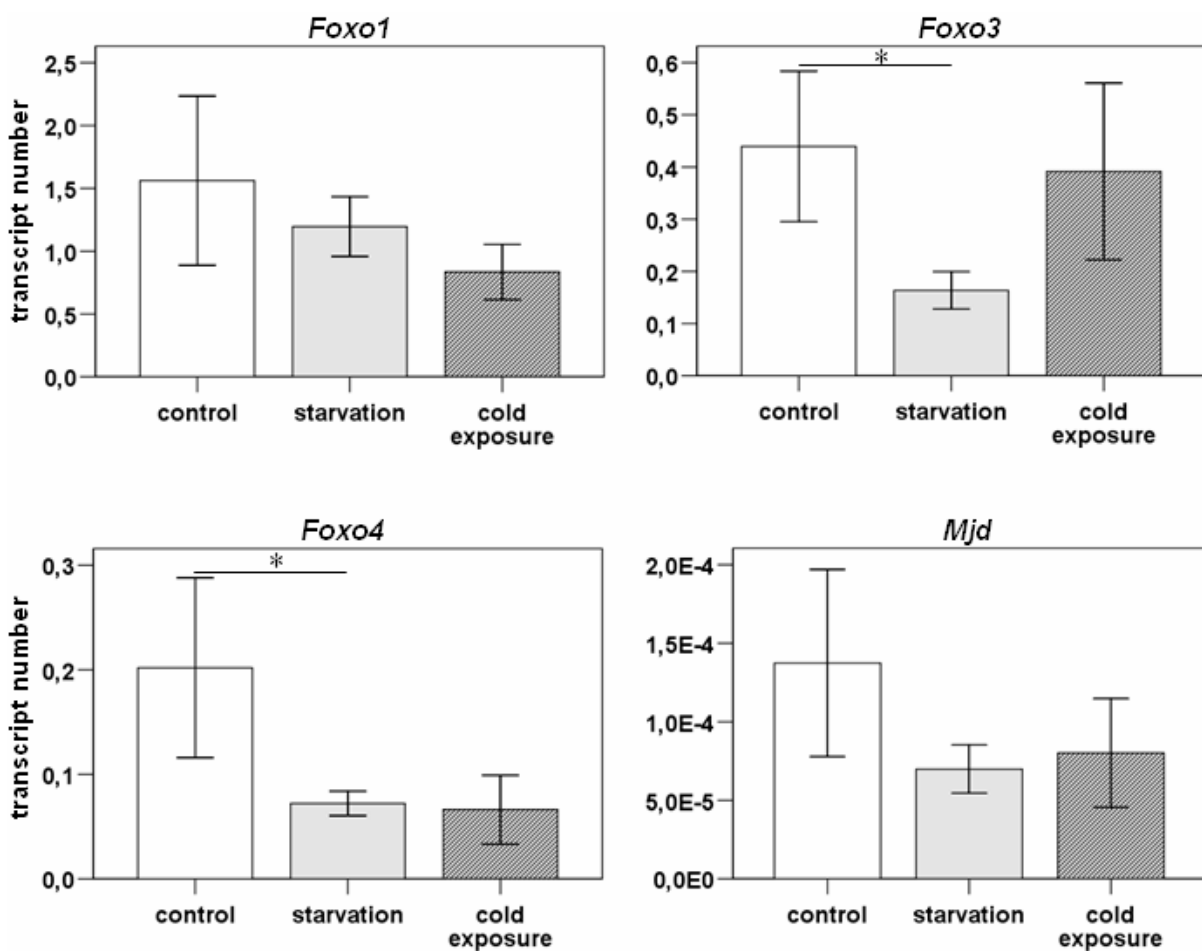 Foxo1
transcript number
2,5
2,0
1,5
1,0
0,5
0,0
control
starvation
cold
exposure
Foxo3
*
0,6
0,5
0,4
0,3
0,2
0,1
0,0
control
starvation
cold
exposure
Foxo4
*
transcript number
0,3
0,2
0,1
0,0
control
starvation
cold
exposure
Mjd
2,0E-4
1,5E-4
1,0E-4
5,0E-5
0,0E0
control
starvation
cold
exposure